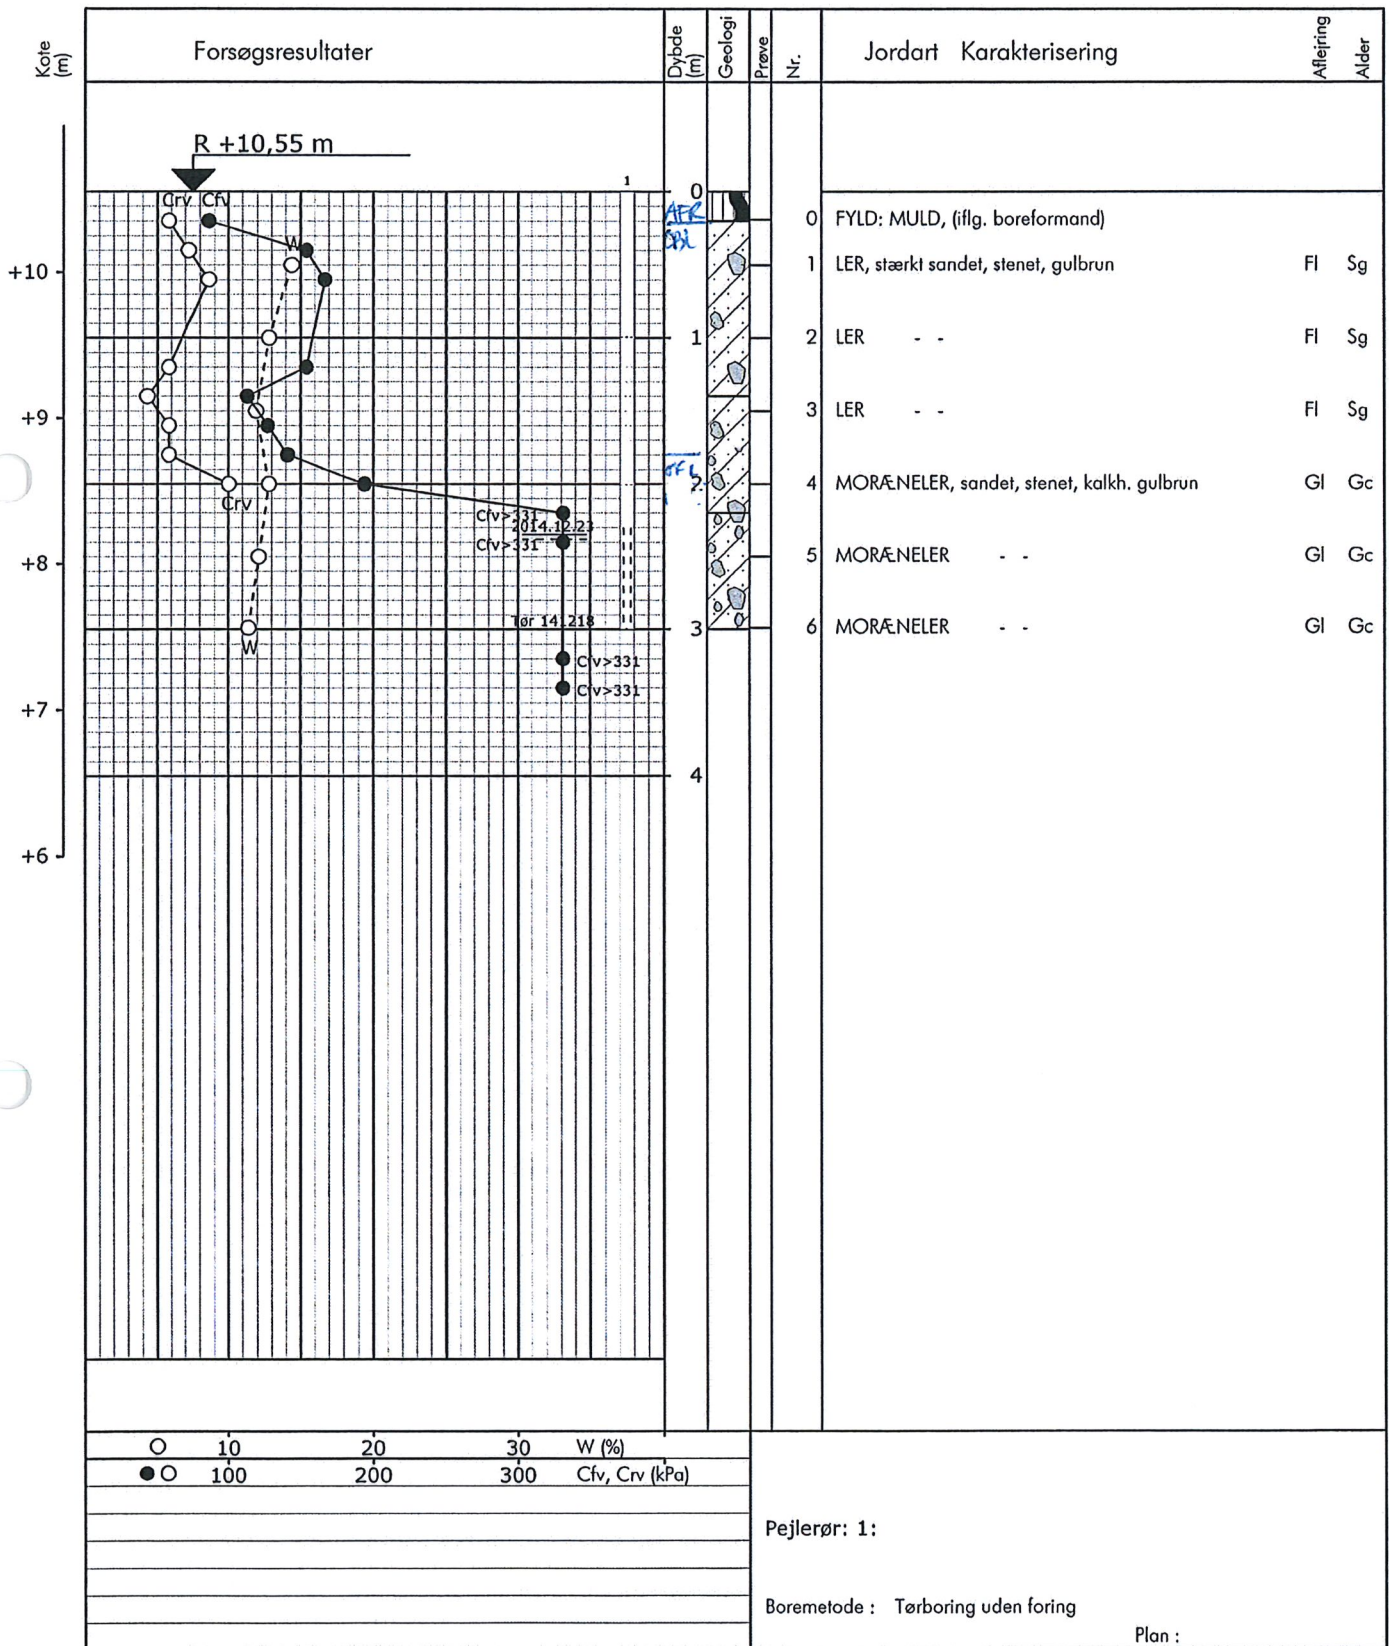 Kote (m)
Forsøgsresultater
Dybde (m)
Geologi
Prøve
Nr.
Jordart Karakterisering
Aflejring
Alder
R +10,55 m
1
Crv Cfv
0
AFR
0 FYLD: MULD, (iflg. boreformand)
W
+10
1 LER, stærkt sandet, stenet, gulbrun Fl Sg
1
2 LER - - Fl Sg
+9
3 LER - - Fl Sg
2
4 MORÆNELER, sandet, stenet, kalkh. gulbrun Gl Gc
Crv
Cfv>331
2014.12.23
Cfv>331
+8
5 MORÆNELER - - Gl Gc
Tør 141218
3
6 MORÆNELER - - Gl Gc
W
Cfv>331
Cfv>331
+7
4
+6
10 20 30 W (%)
100 200 300 Cfv, Crv (kPa)
Pejlerør: 1:
Boremetode : Tørboring uden foring
Plan :